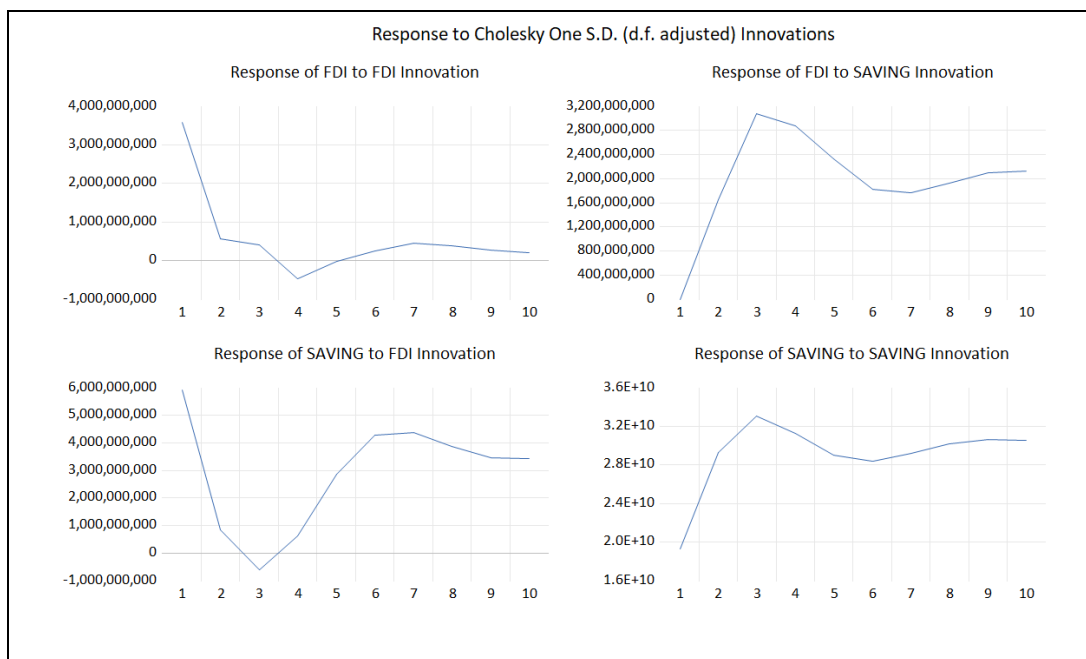 Response to Cholesky One S.D. (d.f. adjusted) Innovations
Response of FDI to FDI Innovation
4,000,000,000
3,000,000,000
2,000,000,000
1,000,000,000
0
-1,000,000,000
1 2 3 4 5 6 7 8 9 10
Response of FDI to SAVING Innovation
3,200,000,000
2,800,000,000
2,400,000,000
2,000,000,000
1,600,000,000
1,200,000,000
800,000,000
400,000,000
0
1 2 3 4 5 6 7 8 9 10
Response of SAVING to FDI Innovation
6,000,000,000
5,000,000,000
4,000,000,000
3,000,000,000
2,000,000,000
1,000,000,000
0
-1,000,000,000
1 2 3 4 5 6 7 8 9 10
Response of SAVING to SAVING Innovation
3.6E+10
3.2E+10
2.8E+10
2.4E+10
2.0E+10
1.6E+10
1 2 3 4 5 6 7 8 9 10